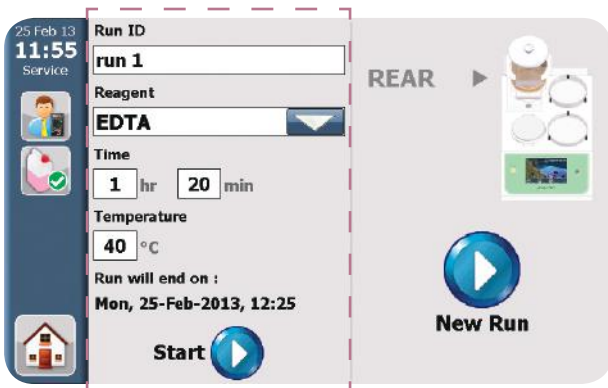 25 Feb 13
11:55
Service
Run ID
run 1
Reagent
EDTA
Time
1 hr 20 min
Temperature
40 °C
Run will end on :
Mon, 25-Feb-2013, 12:25
Start
REAR
New Run